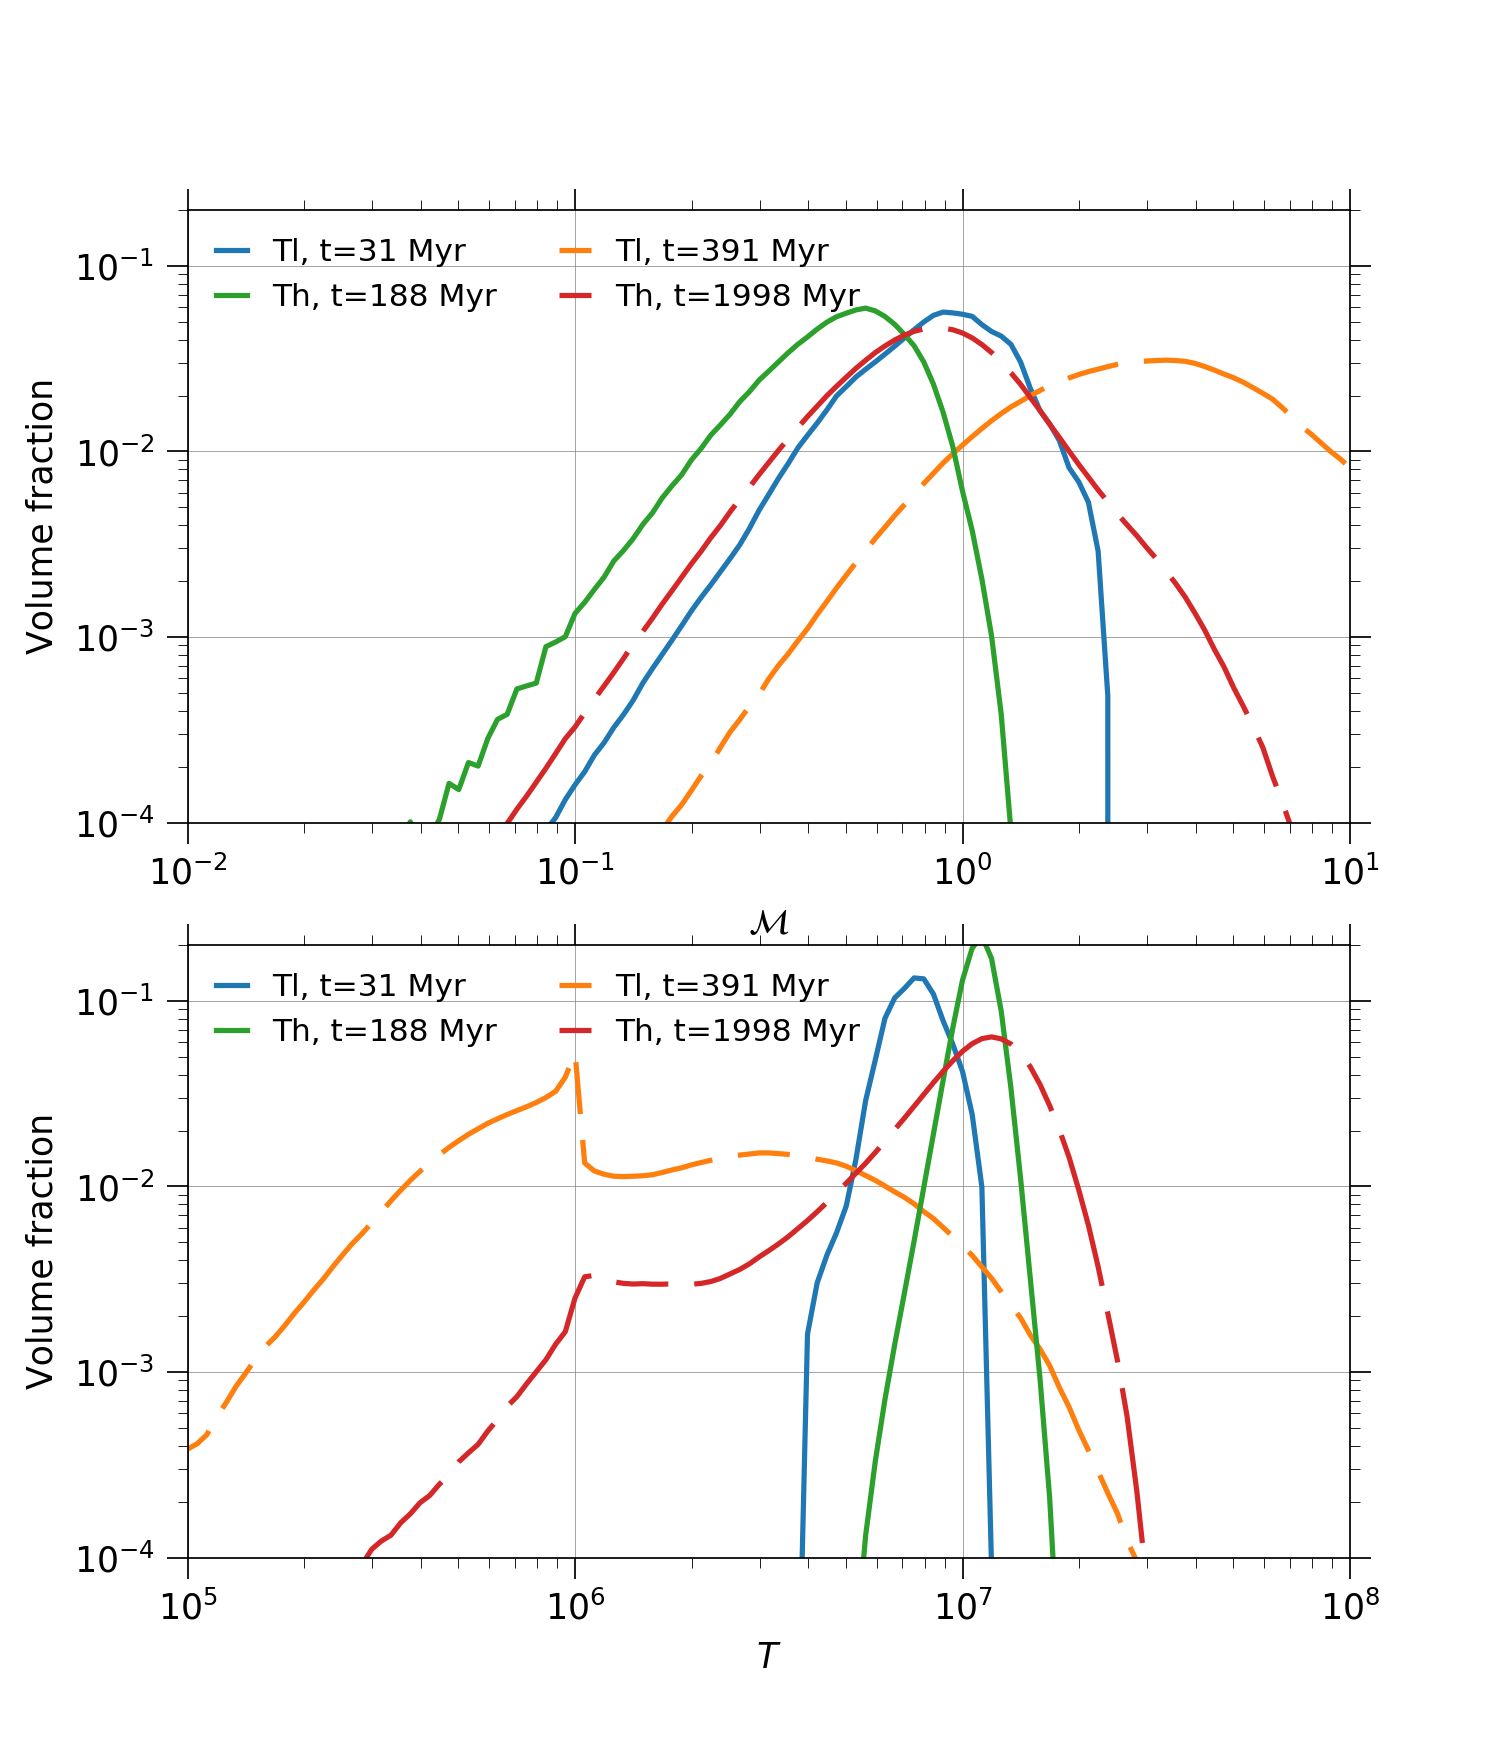 Tl, t=31 Myr
Th, t=188 Myr
Tl, t=391 Myr
Th, t=1998 Myr
Volume fraction
10⁻¹
10⁻²
10⁻³
10⁻⁴
10⁻² 10⁻¹ 10⁰ 10¹
ℳ
Tl, t=31 Myr
Th, t=188 Myr
Tl, t=391 Myr
Th, t=1998 Myr
Volume fraction
10⁻¹
10⁻²
10⁻³
10⁻⁴
10⁵ 10⁶ 10⁷ 10⁸
T